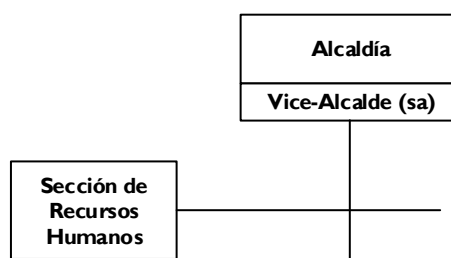 Alcaldía
Vice-Alcalde (sa)
Sección de
Recursos
Humanos